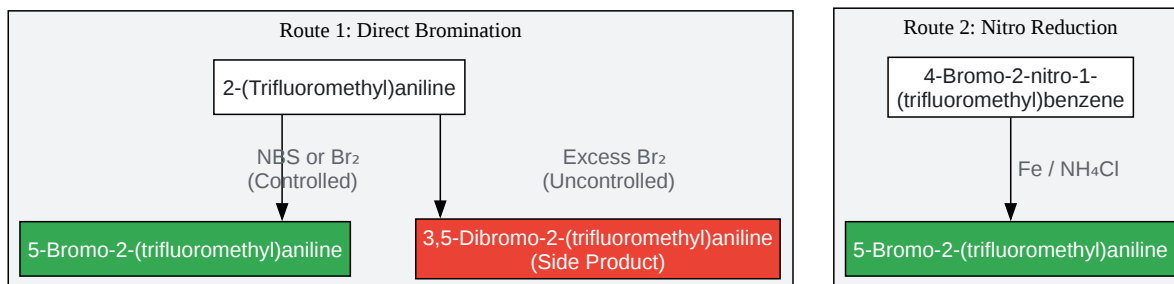 Route 1: Direct Bromination
2-(Trifluoromethyl)aniline
NBS or Br₂
(Controlled)
Excess Br₂
(Uncontrolled)
5-Bromo-2-(trifluoromethyl)aniline
3,5-Dibromo-2-(trifluoromethyl)aniline
(Side Product)
Route 2: Nitro Reduction
4-Bromo-2-nitro-1-
(trifluoromethyl)benzene
Fe / NH₄Cl
5-Bromo-2-(trifluoromethyl)aniline